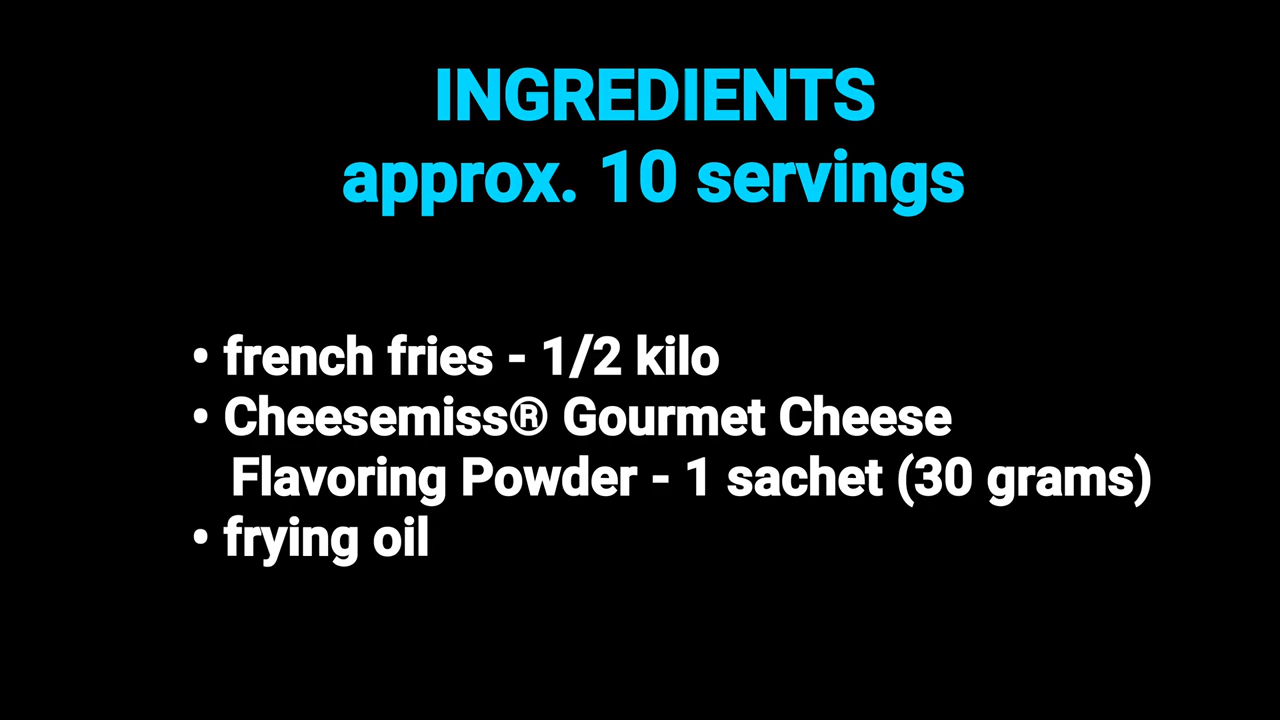 INGREDIENTS
approx. 10 servings
• french fries - 1/2 kilo
• Cheesemiss® Gourmet Cheese
Flavoring Powder - 1 sachet (30 grams)
• frying oil